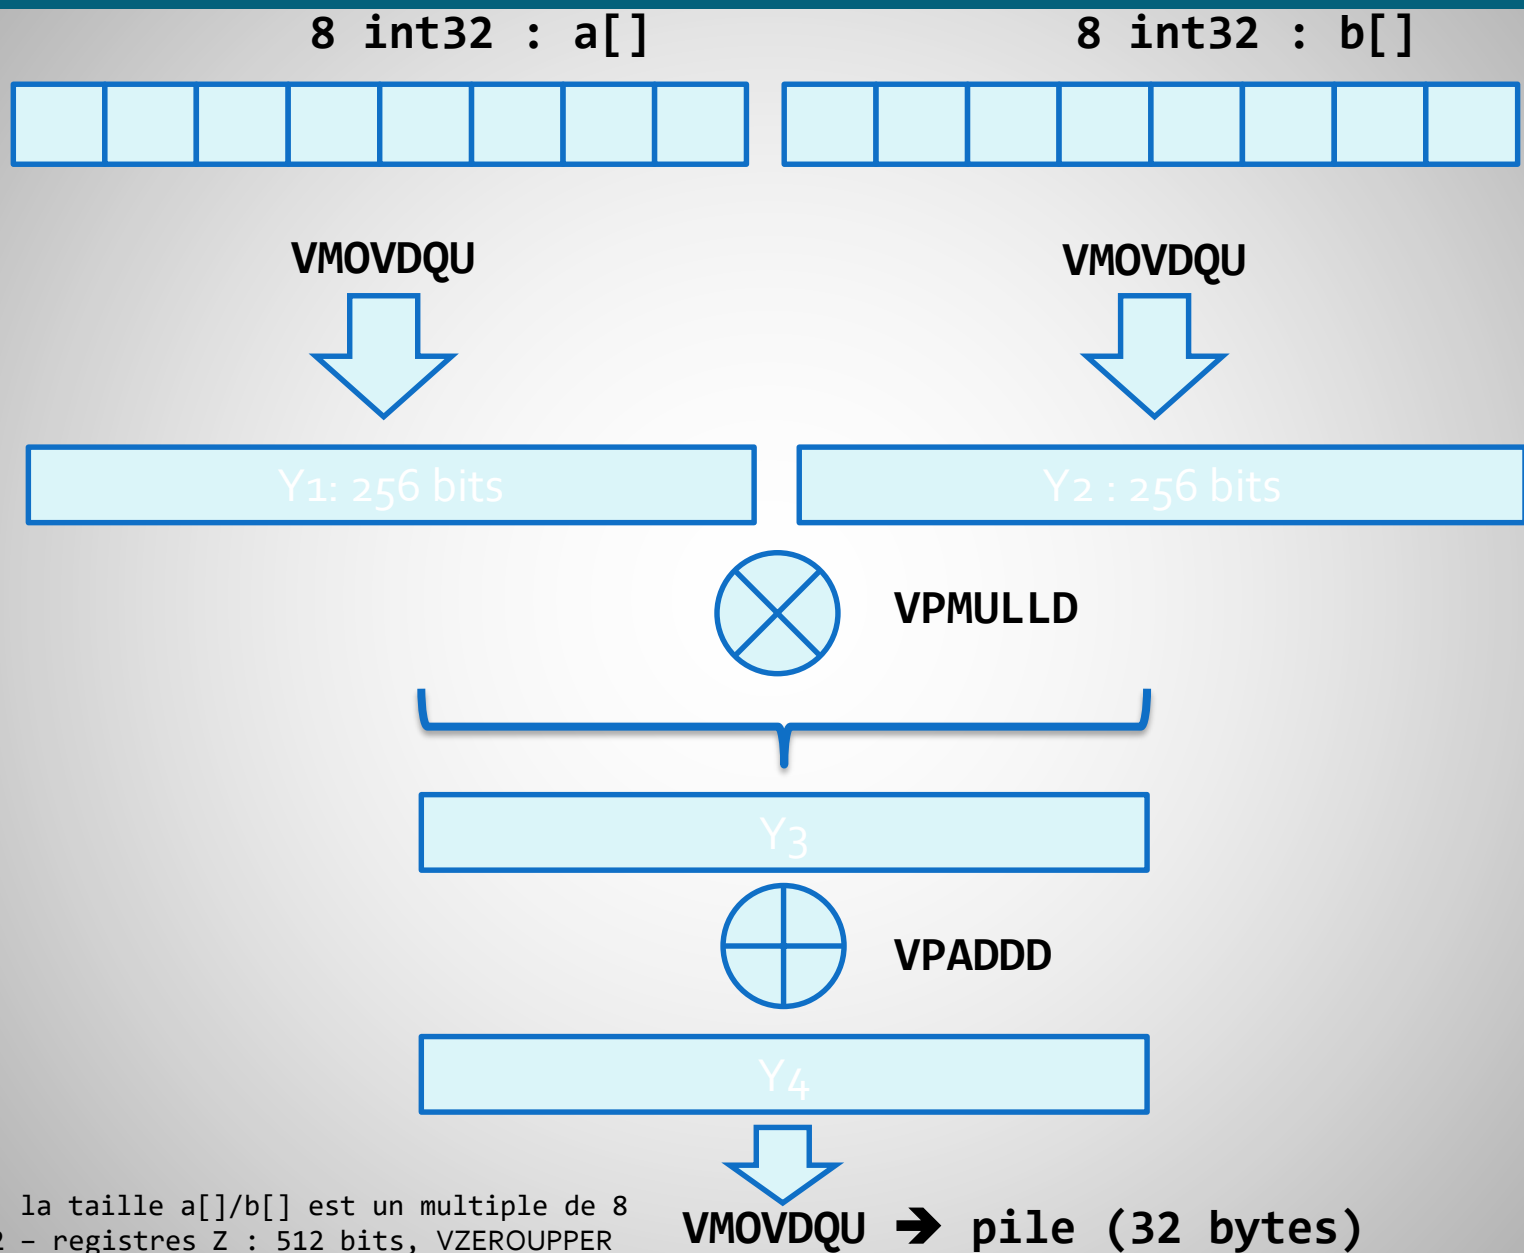 8 int32 : a[]
8 int32 : b[]
VMOVDQU
VMOVDQU
Y1: 256 bits
Y2 : 256 bits
VPMULLD
Y3
VPADDD
Y4
la taille a[]/b[] est un multiple de 8
2 – registres Z : 512 bits, VZEROUPPER
VMOVDQU ➔ pile (32 bytes)